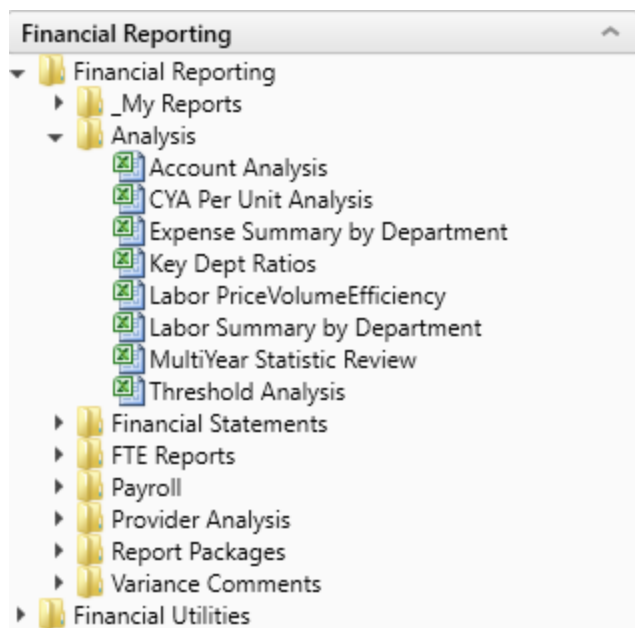 Financial Reporting
Financial Reporting
_My Reports
Analysis
Account Analysis
CYA Per Unit Analysis
Expense Summary by Department
Key Dept Ratios
Labor PriceVolumeEfficiency
Labor Summary by Department
MultiYear Statistic Review
Threshold Analysis
Financial Statements
FTE Reports
Payroll
Provider Analysis
Report Packages
Variance Comments
Financial Utilities